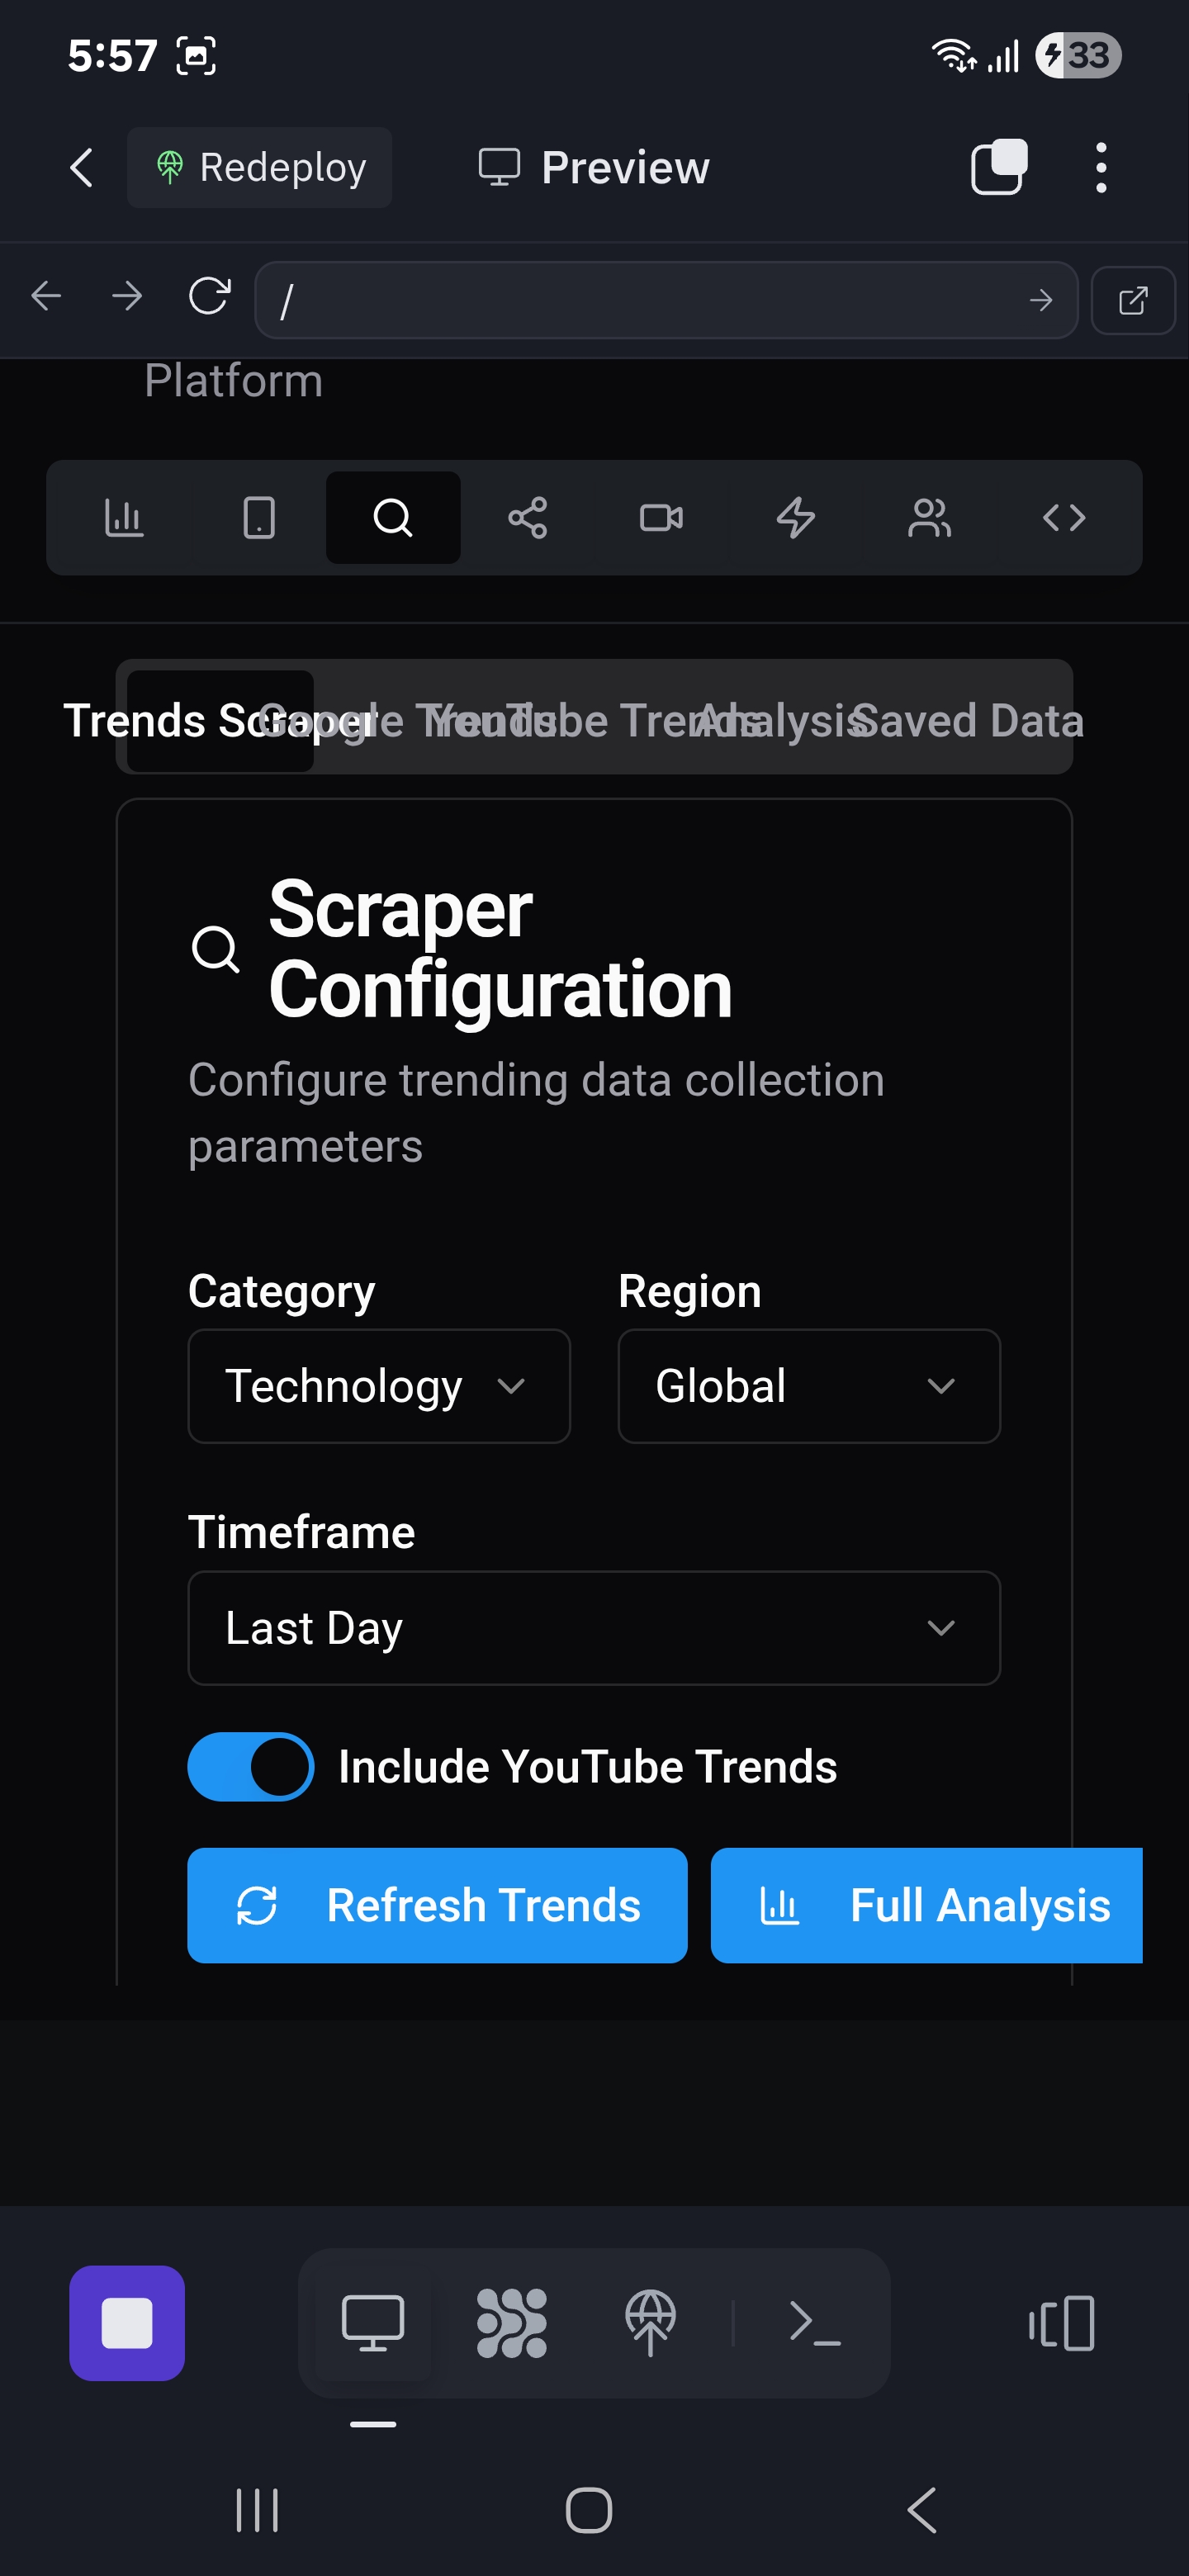 5:57
33
Redeploy
Preview
/
Platform
Trends Scraper Google Trends YouTube Trends Analysis Saved Data
Scraper
Configuration
Configure trending data collection
parameters
Category Region
Technology Global
Timeframe
Last Day
Include YouTube Trends
Refresh Trends Full Analysis